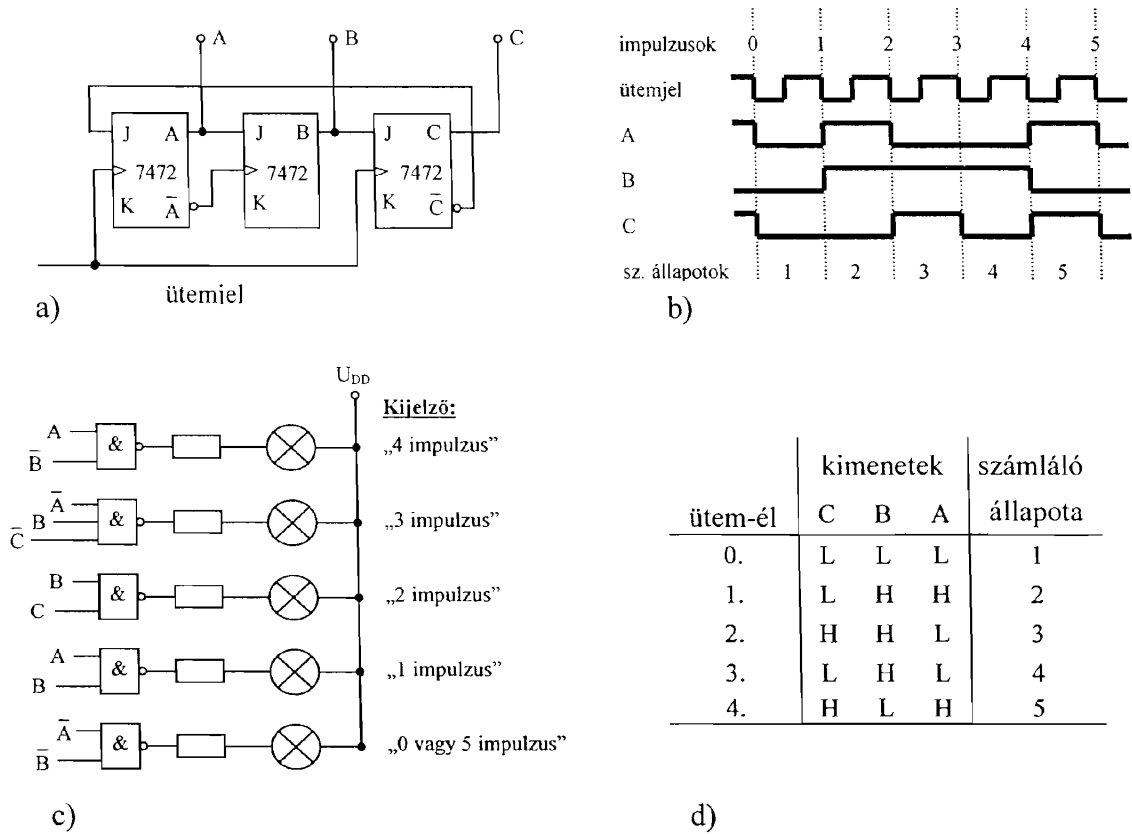 A B C
J A J B J C
7472 7472 7472
K A̅ K K C̅
ütemjel
a)
impulzusok 0 1 2 3 4 5
ütemjel
A
B
C
sz. állapotok 1 2 3 4 5
b)
U_DD
Kijelző:
A
B̅
& „4 impulzus”
A̅
B
C̅
& „3 impulzus”
B
C
& „2 impulzus”
A
B
& „1 impulzus”
A̅
B̅
& „0 vagy 5 impulzus”
c)
kimenetek számláló
ütem-él C B A állapota
0. L L L 1
1. L H H 2
2. H H L 3
3. L H L 4
4. H L H 5
d)